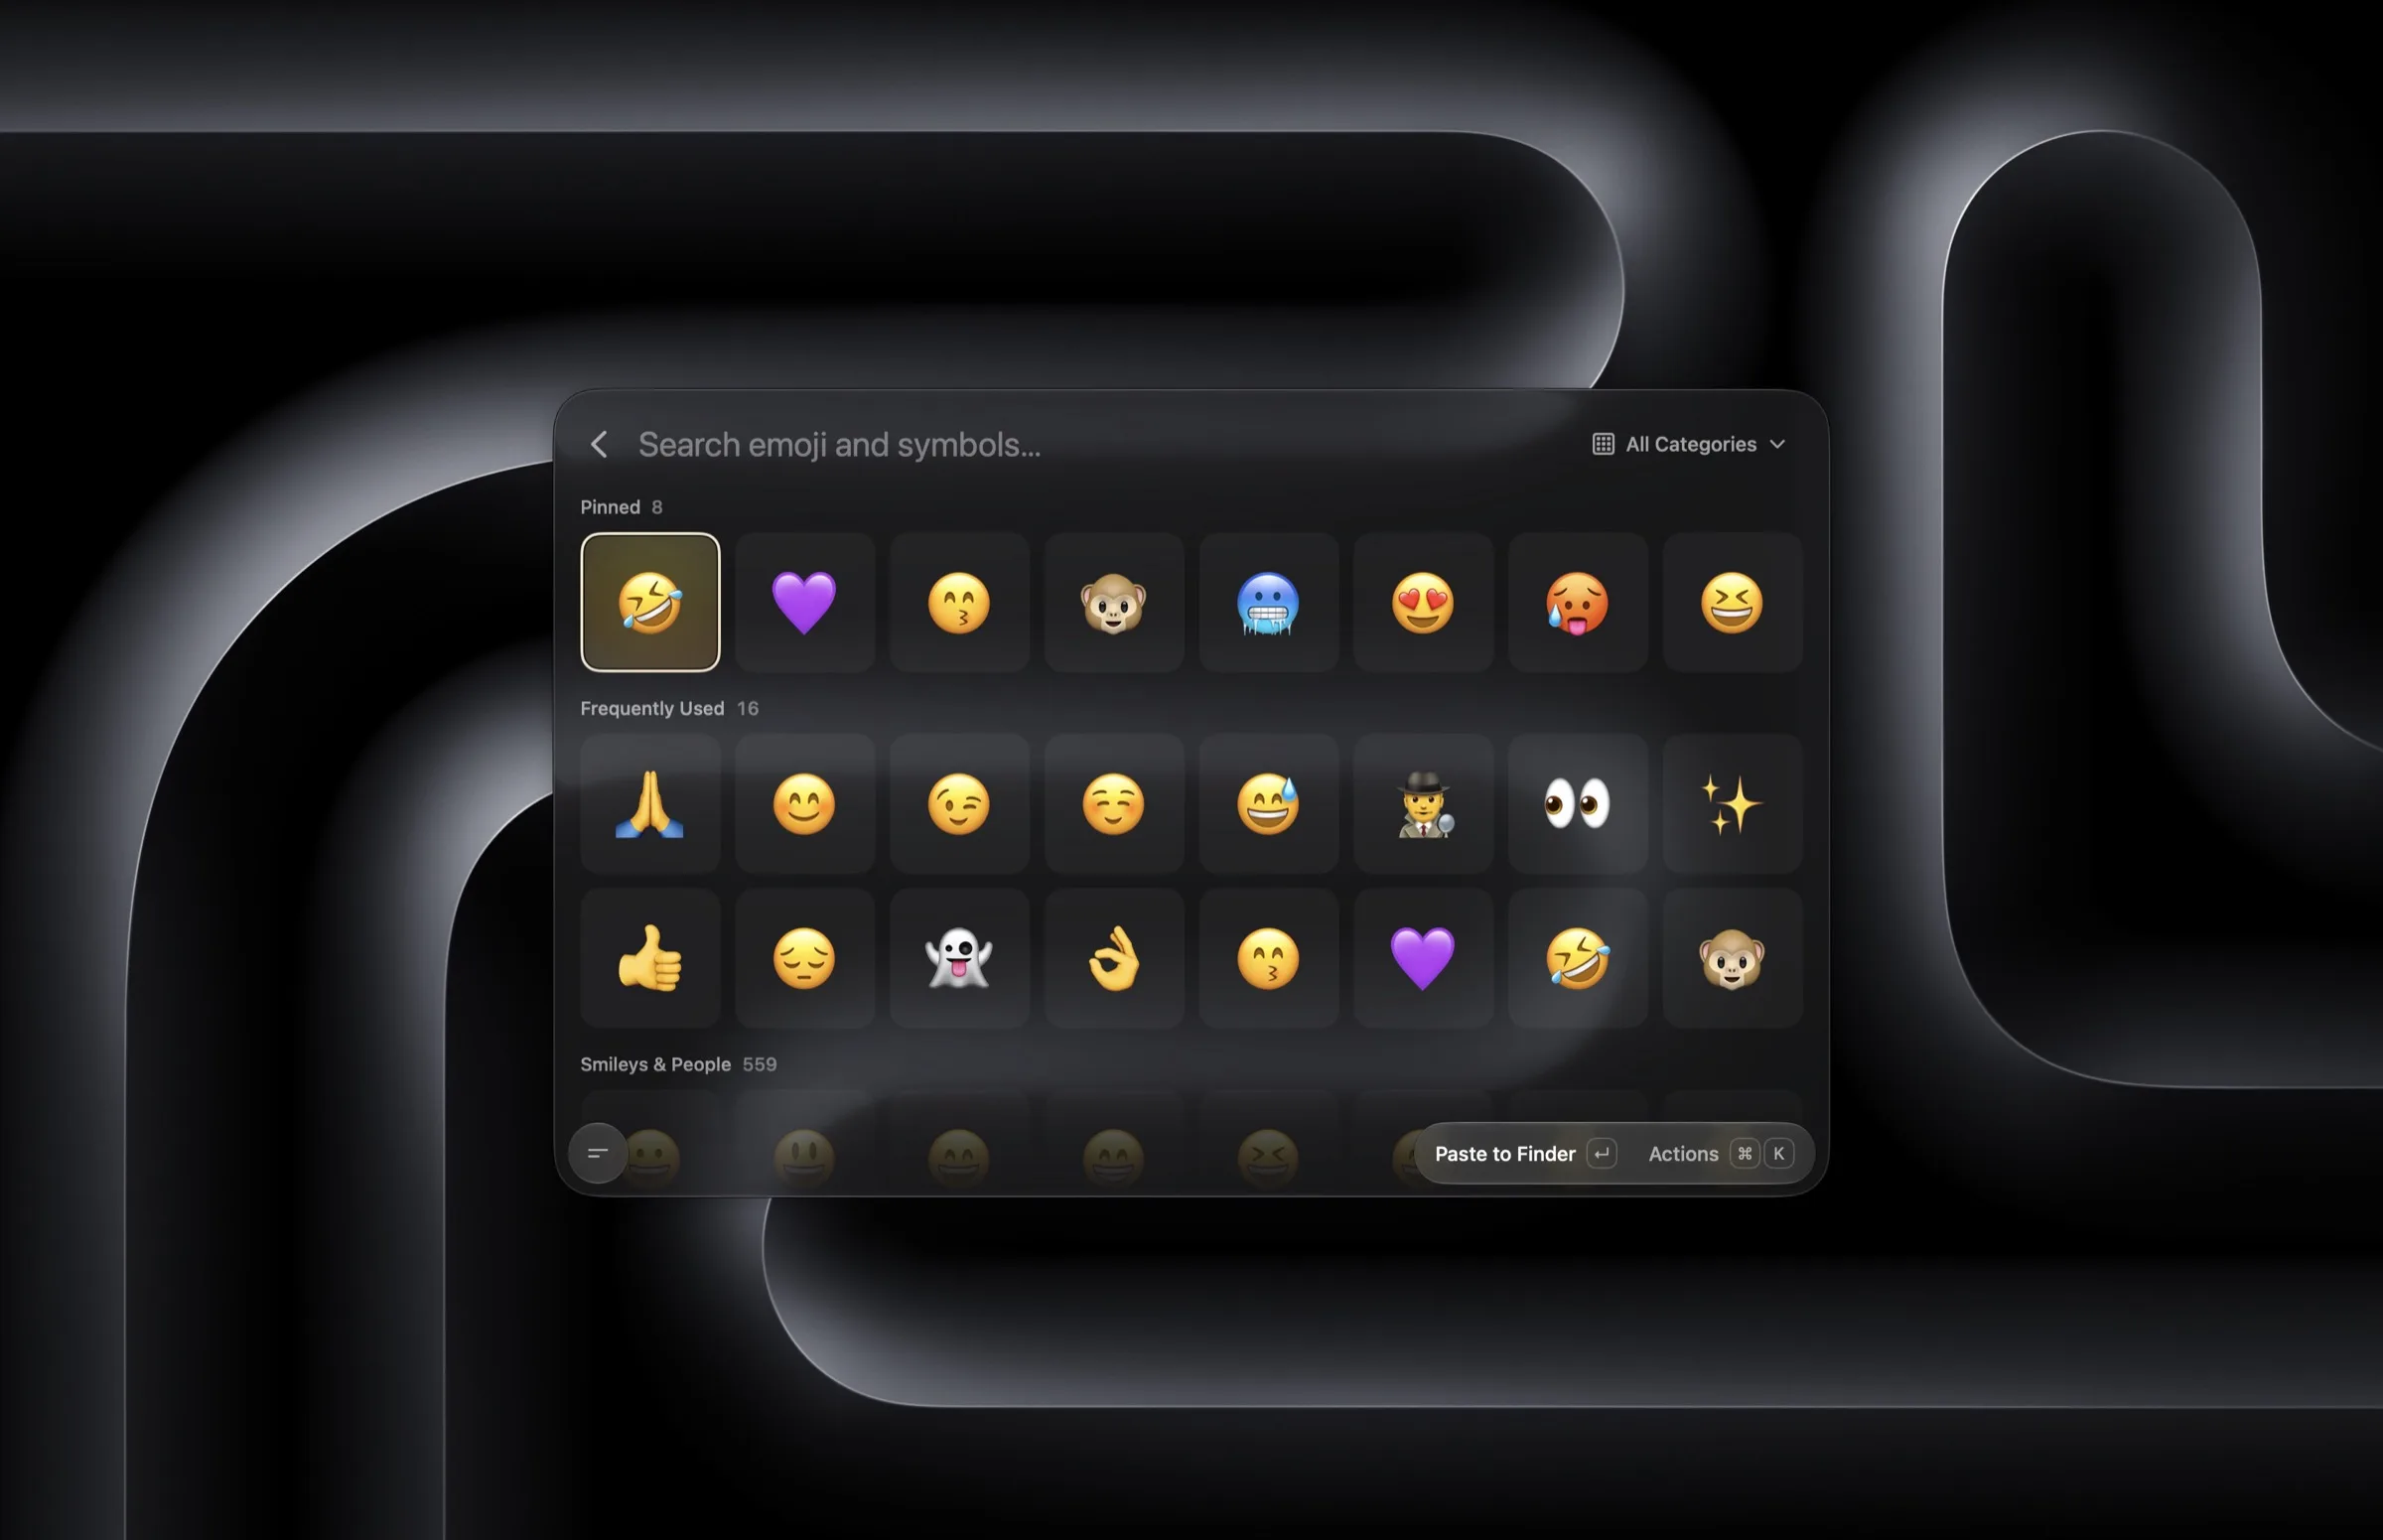 Search emoji and symbols...
All Categories
Pinned 8
Frequently Used 16
Smileys & People 559
Paste to Finder ↵ Actions ⌘ K